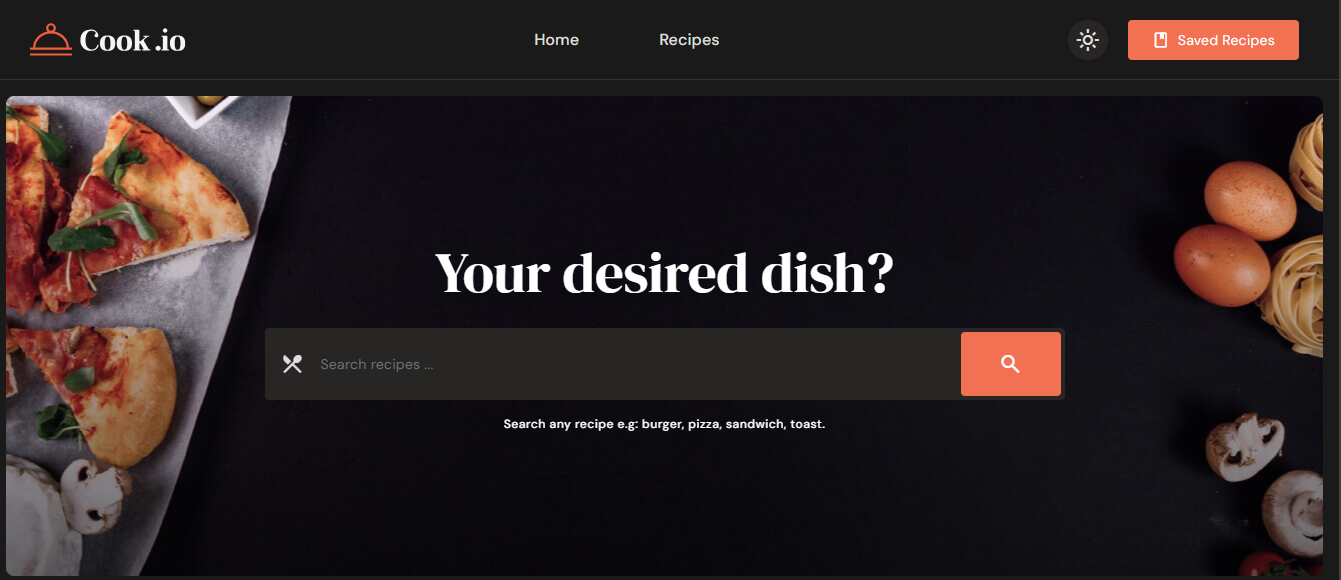 Cook .io
Home
Recipes
Saved Recipes
Your desired dish?
Search recipes ...
Search any recipe e.g: burger, pizza, sandwich, toast.